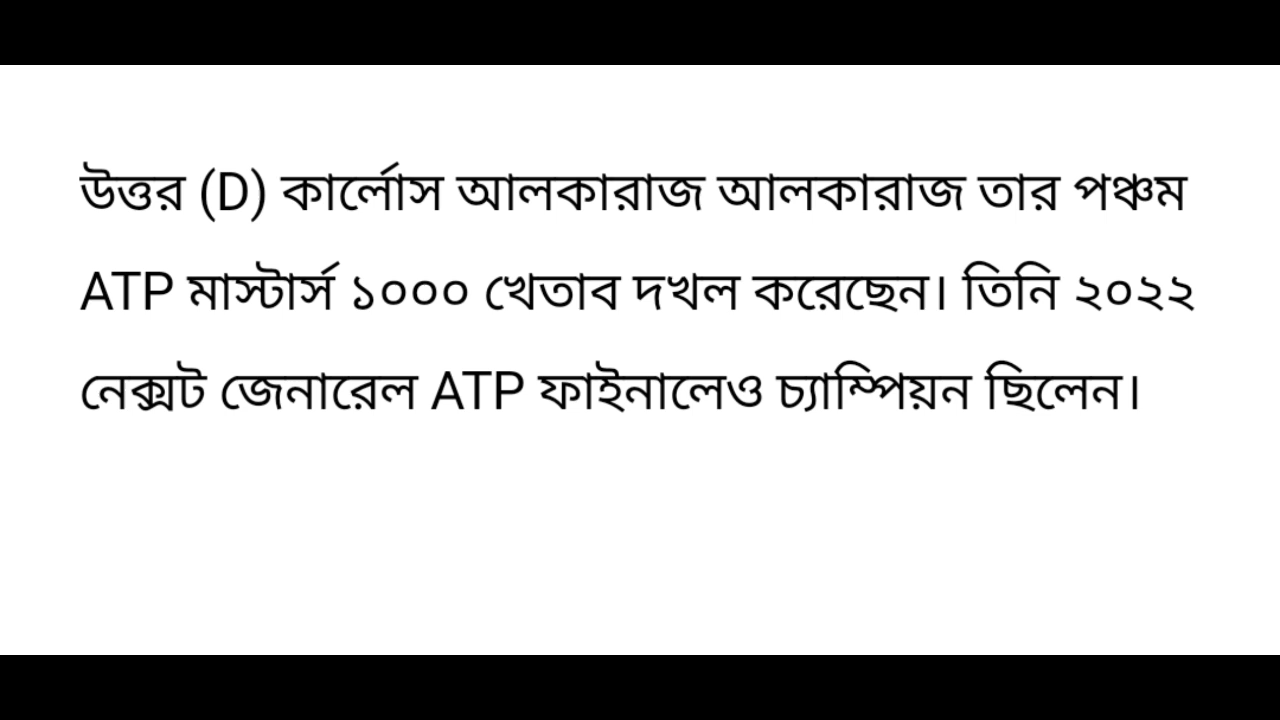 উত্তর (D) কার্লোস আলকারাজ আলকারাজ তার পঞ্চম
ATP মাস্টার্স ১০০০ খেতাব দখল করেছেন। তিনি ২০২২
নেক্সট জেনারেল ATP ফাইনালেও চ্যাম্পিয়ন ছিলেন।